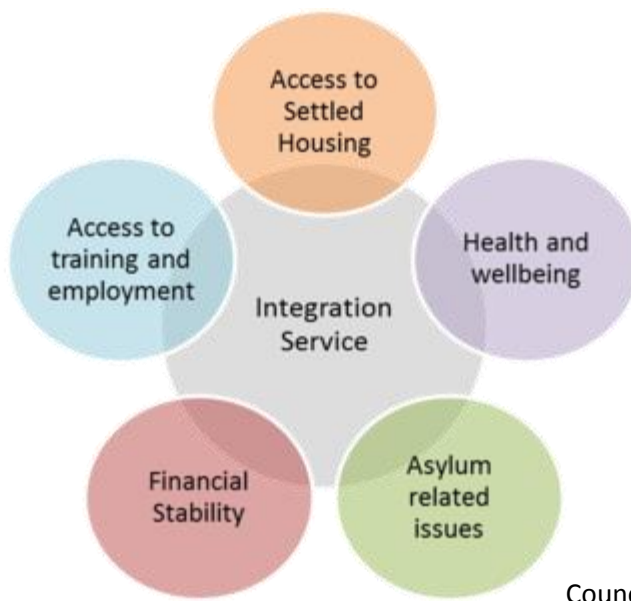 Access to
Settled
Housing
Access to
training and
employment
Health and
wellbeing
Integration
Service
Financial
Stability
Asylum
related
issues